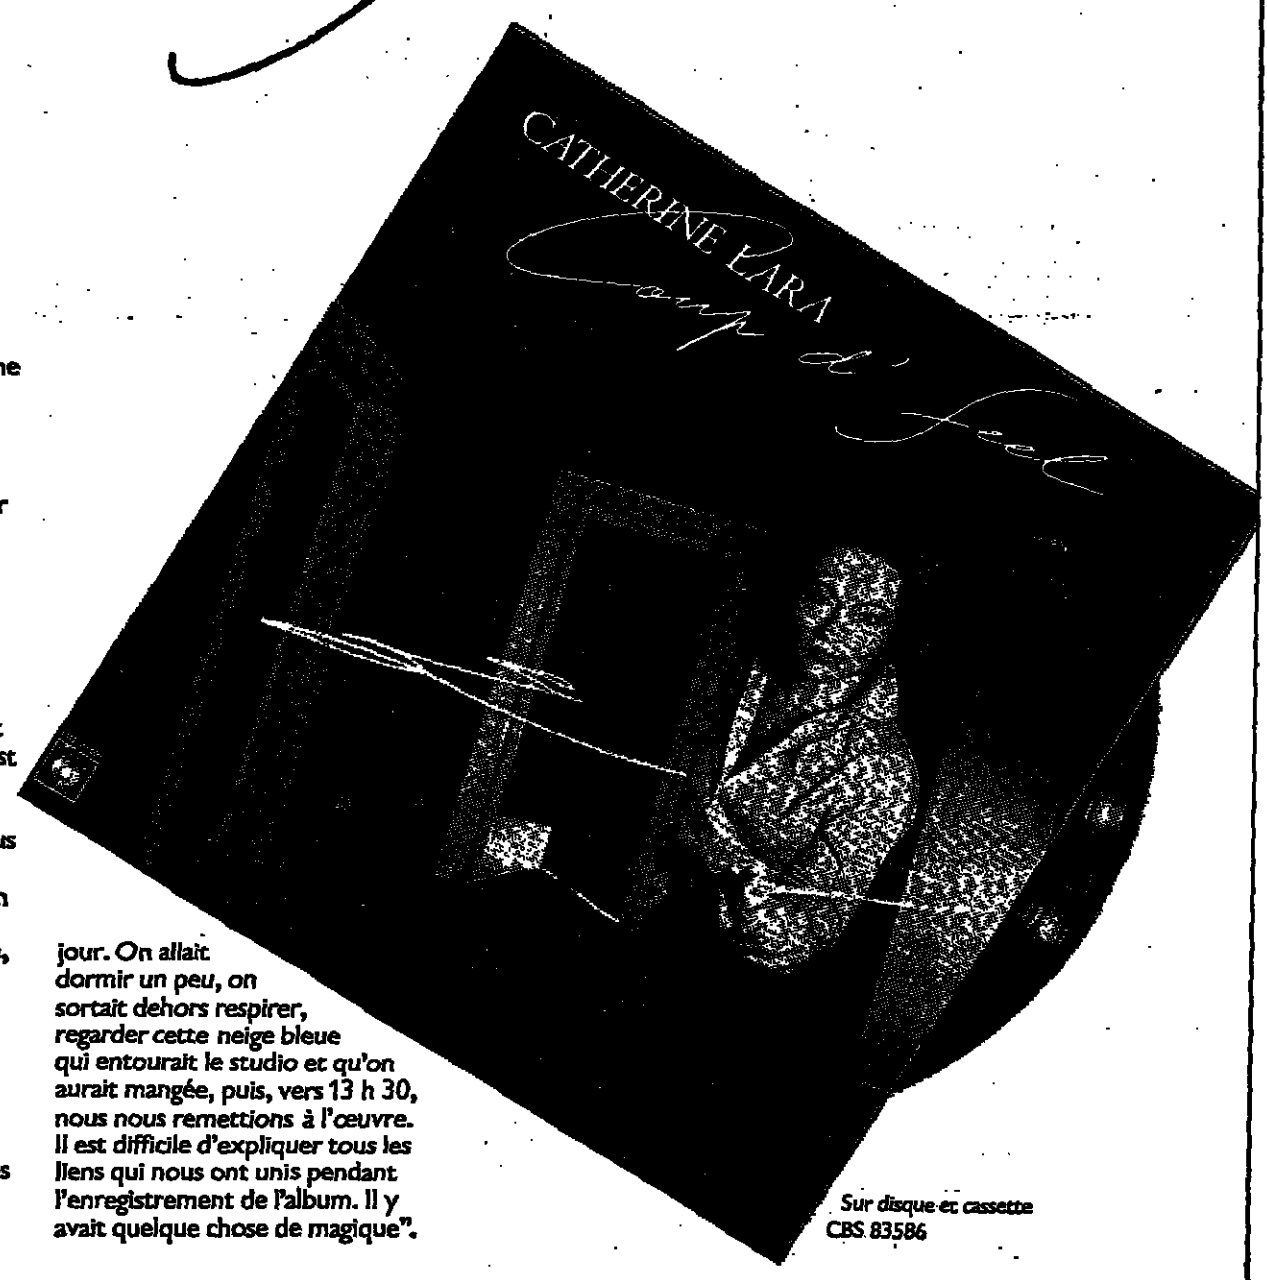 CATHERINE LARA
Coup d'
jour. On allait
dormir un peu, on
sortait dehors respirer,
regarder cette neige bleue
qui entourait le studio et qu'on
aurait mangée, puis, vers 13 h 30,
nous nous remettions à l'œuvre.
Il est difficile d'expliquer tous les
liens qui nous ont unis pendant
l'enregistrement de l'album. Il y
avait quelque chose de magique".
Sur disque et cassette
CBS 83586